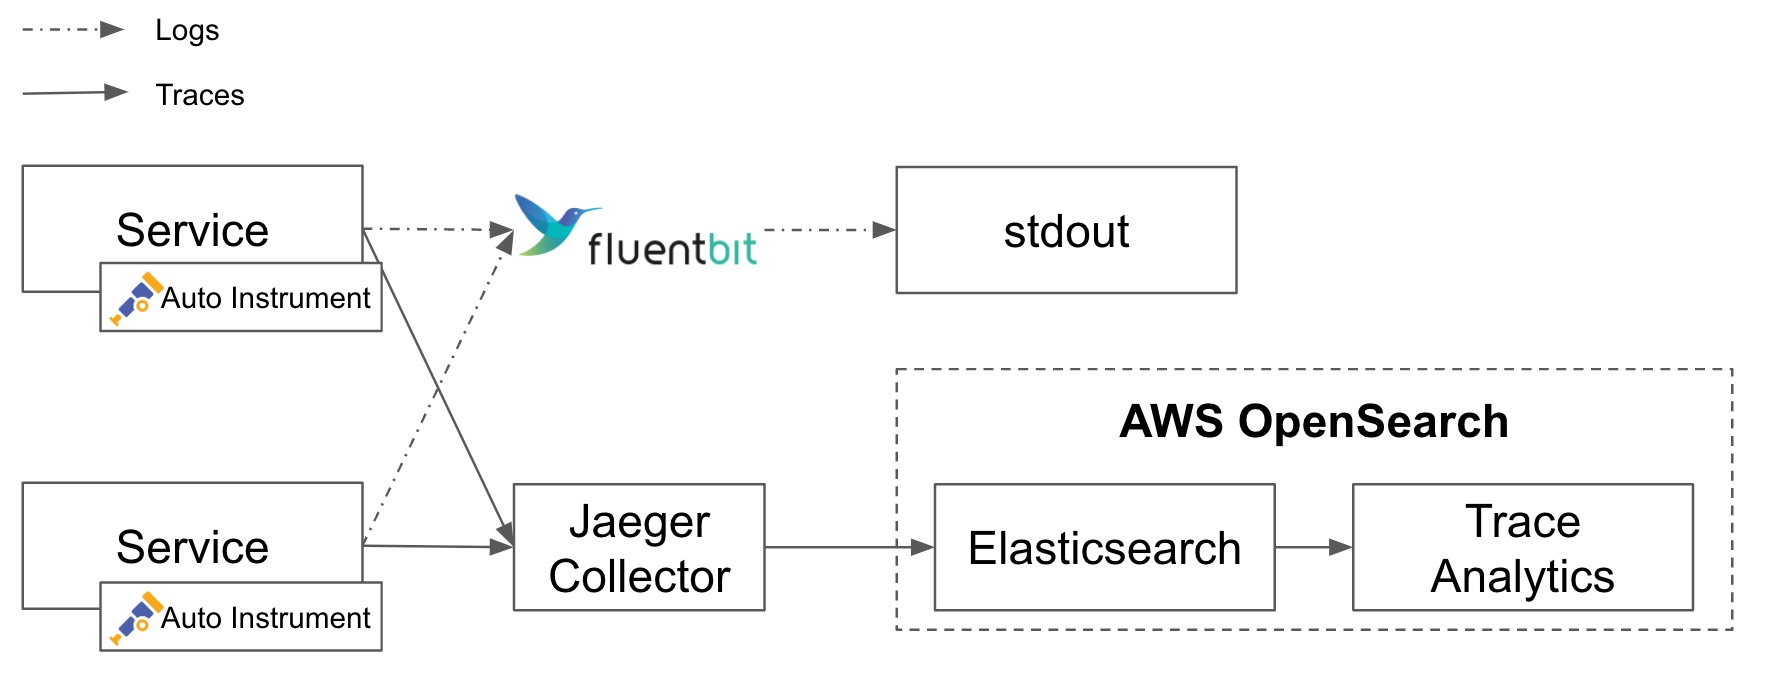 Logs
Traces
Service
Auto Instrument
fluentbit
stdout
AWS OpenSearch
Service
Auto Instrument
Jaeger
Collector
Elasticsearch
Trace
Analytics